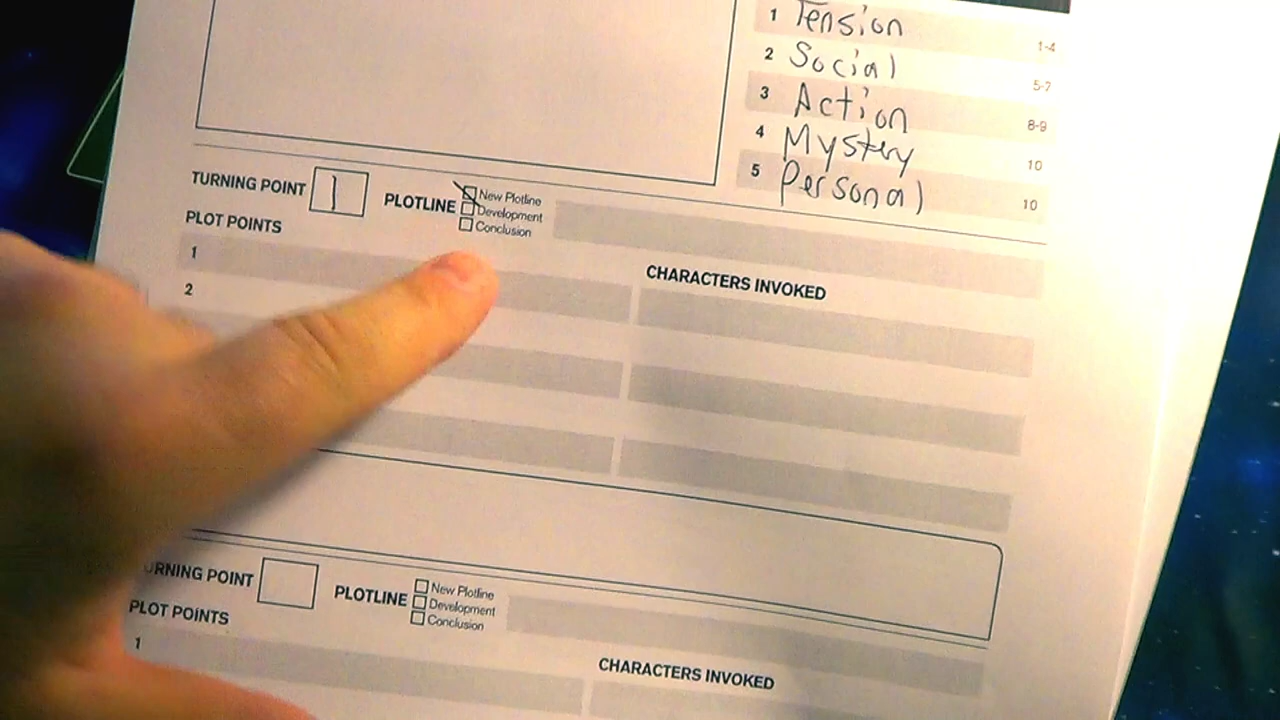 1 Tension 1-4
2 Social 5-7
3 Action 8-9
4 Mystery 10
5 Personal 10
TURNING POINT 1 PLOTLINE New Plotline
Development
Conclusion
PLOT POINTS
1
CHARACTERS INVOKED
2
URNING POINT PLOTLINE New Plotline
Development
Conclusion
PLOT POINTS
1
CHARACTERS INVOKED